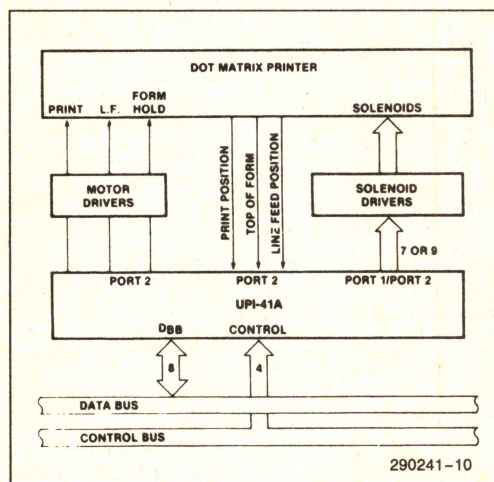 DOT MATRIX PRINTER
PRINT L.F. FORM HOLD
SOLENOIDS
MOTOR DRIVERS
PRINT POSITION
TOP OF FORM
LINE FEED POSITION
SOLENOID DRIVERS
7 OR 9
PORT 2
PORT 2
PORT 1/PORT 2
UPI-41A
DBB
CONTROL
8
4
DATA BUS
CONTROL BUS
290241-10